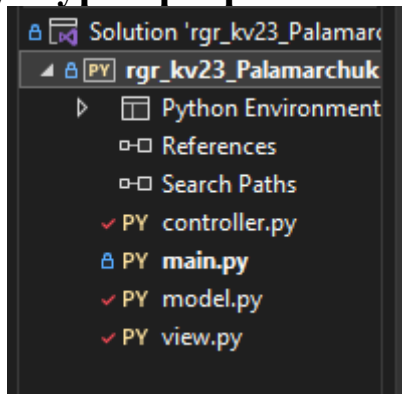 Solution 'rgr_kv23_Palamarc
PY rgr_kv23_Palamarchuk
Python Environment
References
Search Paths
PY controller.py
PY main.py
PY model.py
PY view.py